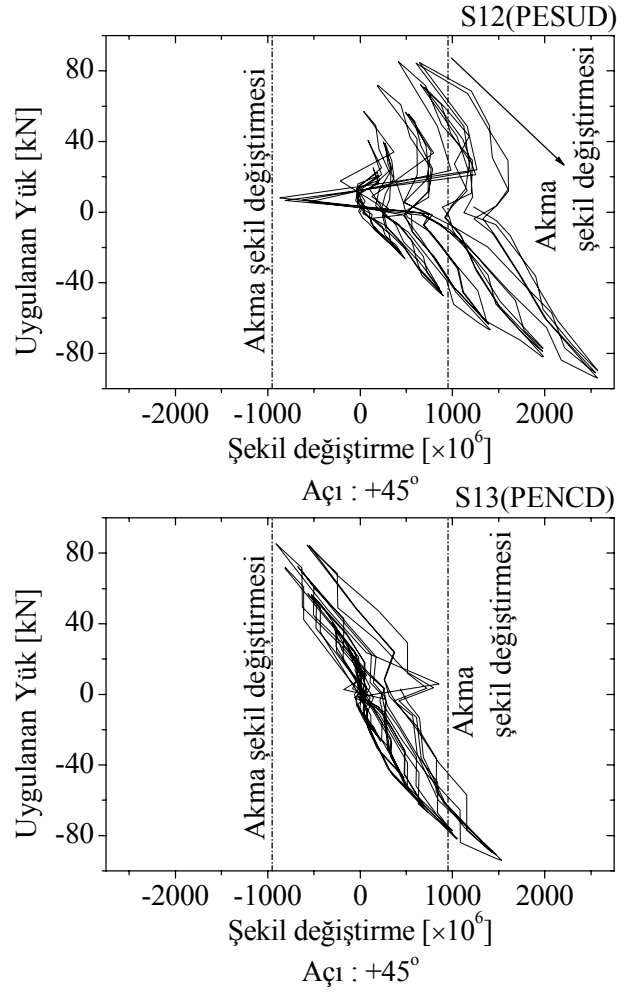 S12(PESUD)
80
40
0
-40
-80
Uygulanan Yük [kN]
Akma şekil değiştirmesi
Akma
şekil değiştirmesi
-2000 -1000 0 1000 2000
Şekil değiştirme [×10⁶]
Açı : +45°
S13(PENCD)
80
40
0
-40
-80
Uygulanan Yük [kN]
Akma şekil değiştirmesi
Akma
şekil değiştirmesi
-2000 -1000 0 1000 2000
Şekil değiştirme [×10⁶]
Açı : +45°